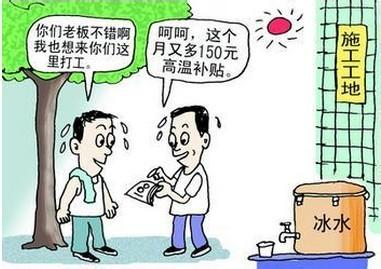 你们老板不错啊
我也想来你们这
里打工。
呵呵，这个
月又多150元
高温补贴。
施工工地
冰水